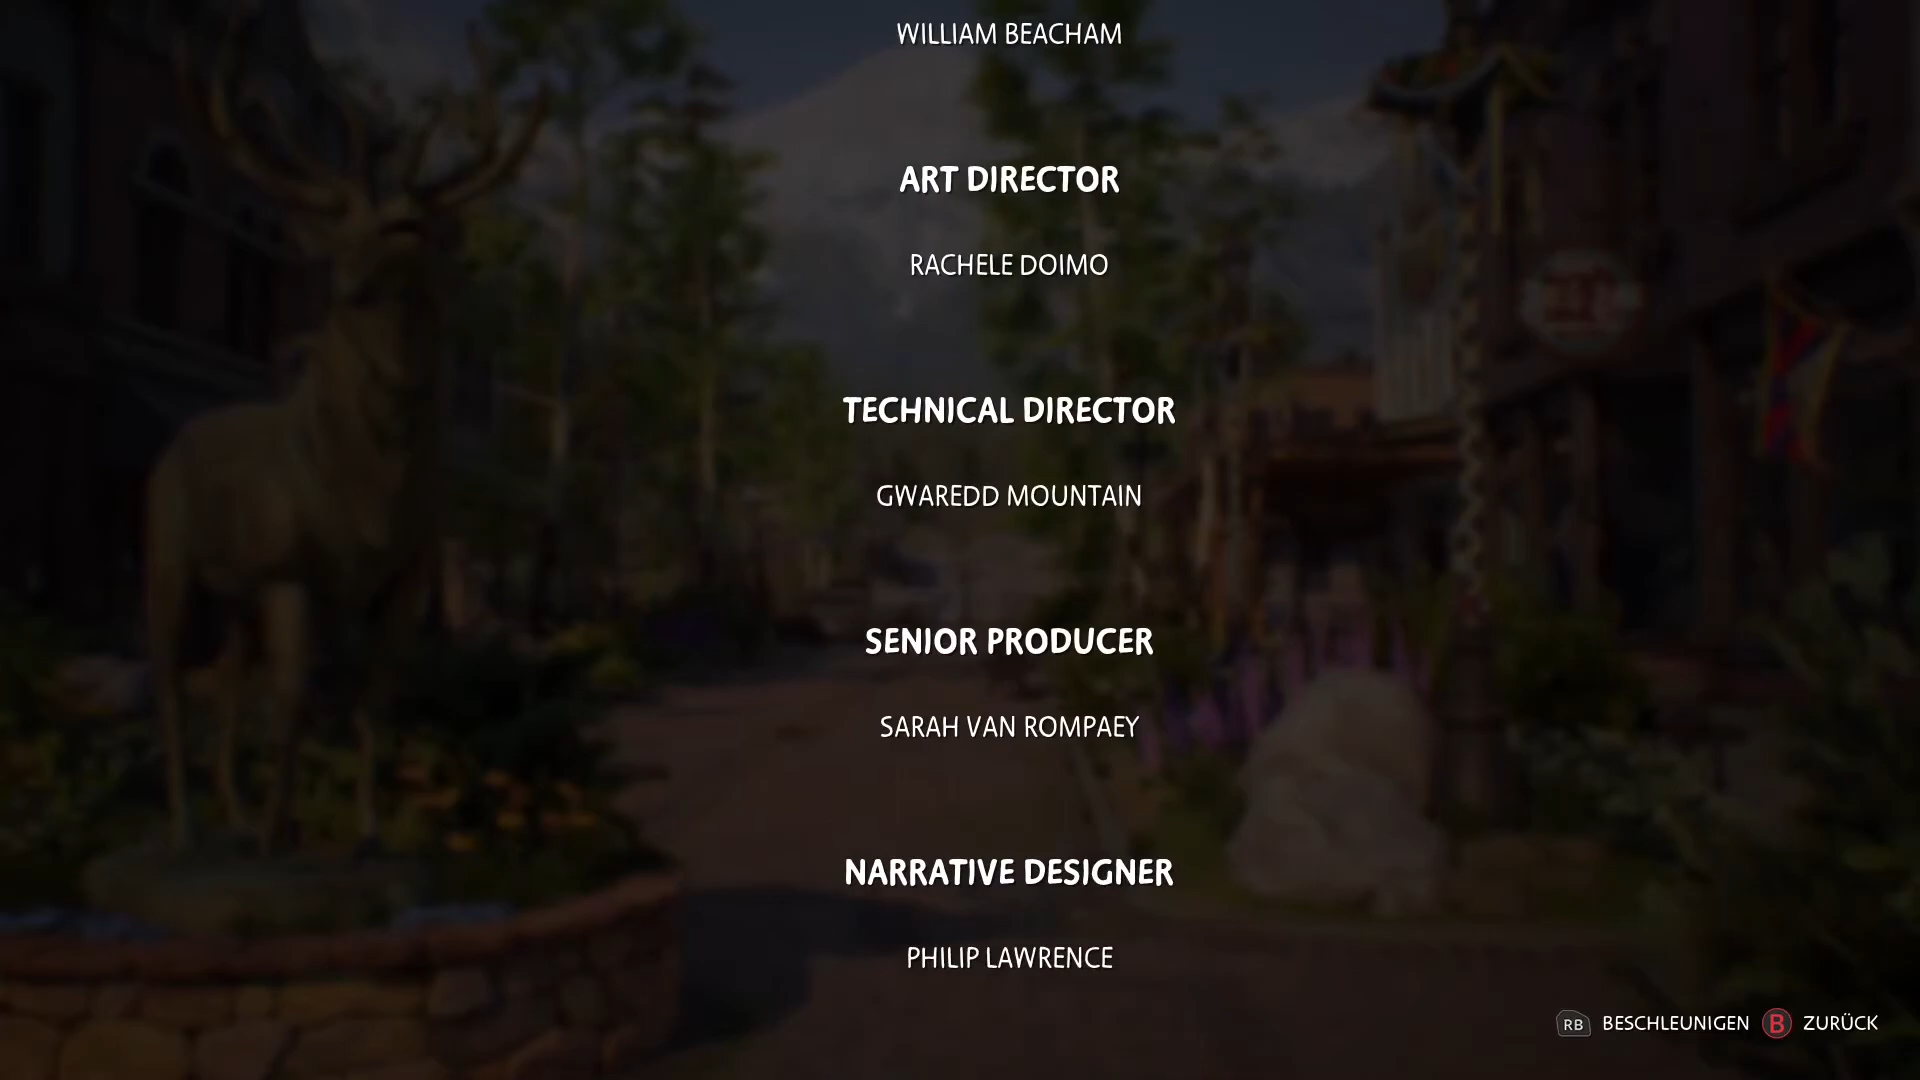 WILLIAM BEACHAM
ART DIRECTOR
RACHELE DOIMO
TECHNICAL DIRECTOR
GWAREDD MOUNTAIN
SENIOR PRODUCER
SARAH VAN ROMPAEY
NARRATIVE DESIGNER
PHILIP LAWRENCE
RB BESCHLEUNIGEN B ZURÜCK